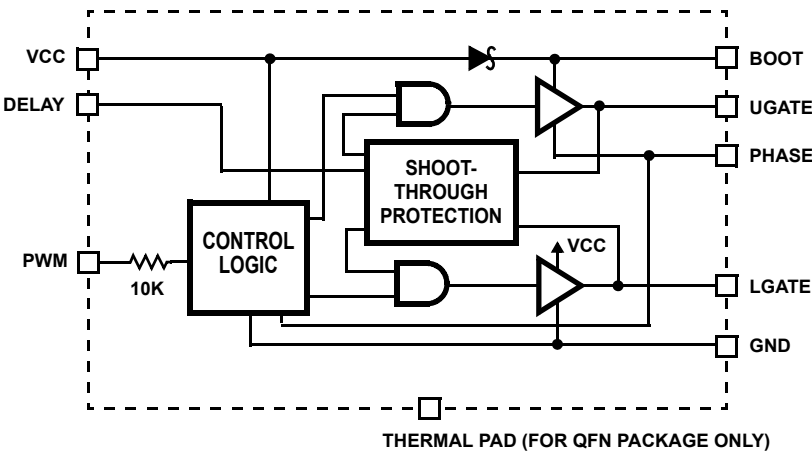 VCC
BOOT
DELAY
UGATE
PHASE
SHOOT-
THROUGH
PROTECTION
CONTROL
LOGIC
PWM
10K
VCC
LGATE
GND
THERMAL PAD (FOR QFN PACKAGE ONLY)